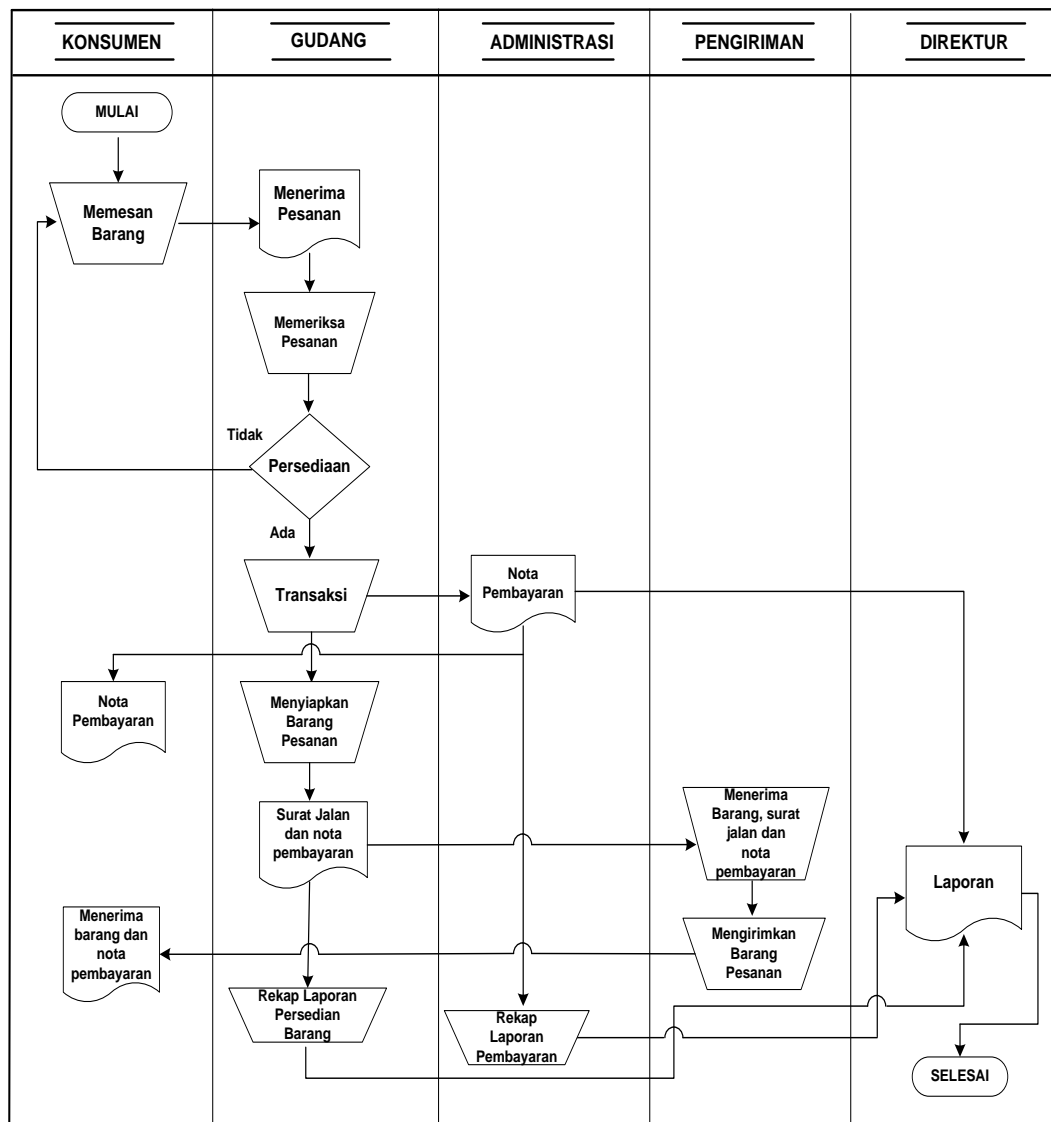 KONSUMEN
GUDANG
ADMINISTRASI
PENGIRIMAN
DIREKTUR
MULAI
Memesan
Barang
Menerima
Pesanan
Memeriksa
Pesanan
Tidak
Persediaan
Ada
Transaksi
Nota
Pembayaran
Nota
Pembayaran
Menyiapkan
Barang
Pesanan
Surat Jalan
dan nota
pembayaran
Menerima
Barang, surat
jalan dan
nota
pembayaran
Laporan
Menerima
barang dan
nota
pembayaran
Mengirimkan
Barang
Pesanan
Rekap Laporan
Persedian
Barang
Rekap
Laporan
Pembayaran
SELESAI